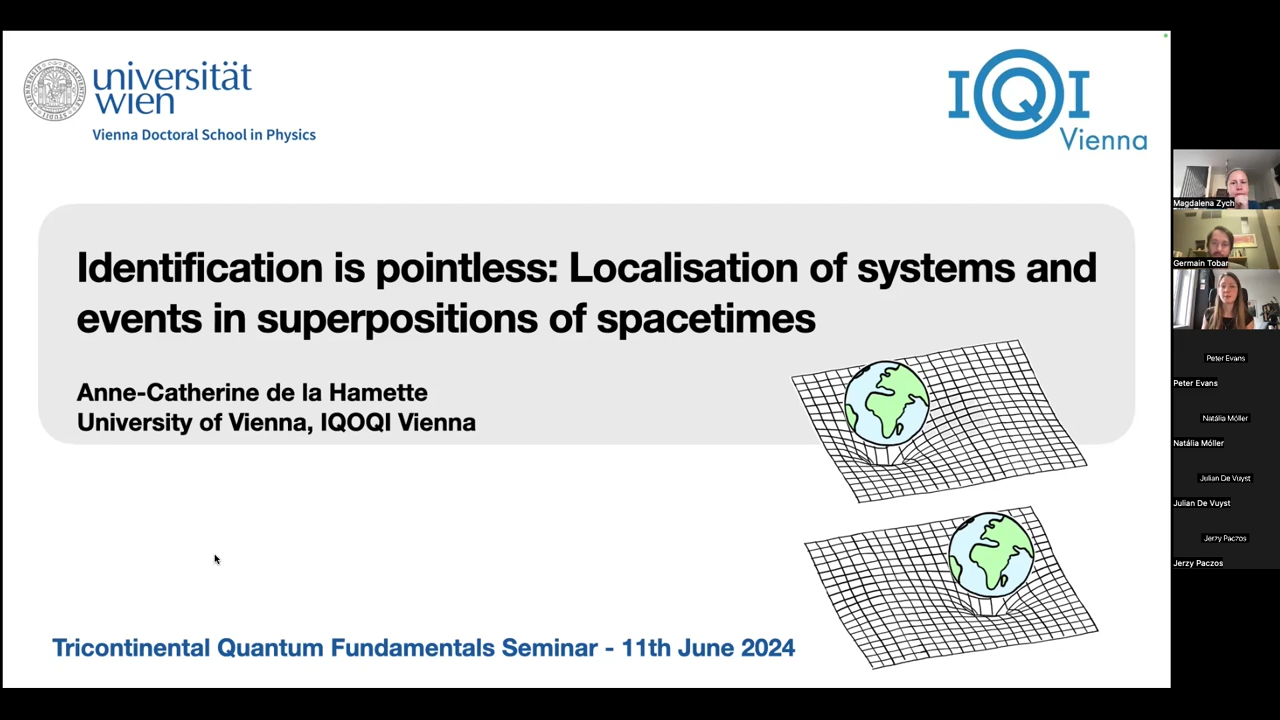 universität
wien
Vienna Doctoral School in Physics
IQI
Vienna
Identification is pointless: Localisation of systems and
events in superpositions of spacetimes
Anne-Catherine de la Hamette
University of Vienna, IQOQI Vienna
Tricontinental Quantum Fundamentals Seminar - 11th June 2024
Magdalena Zych
Germain Tobar
Peter Evans
Peter Evans
Natália Móller
Natália Móller
Julian De Vuyst
Julian De Vuyst
Jerzy Paczos
Jerzy Paczos